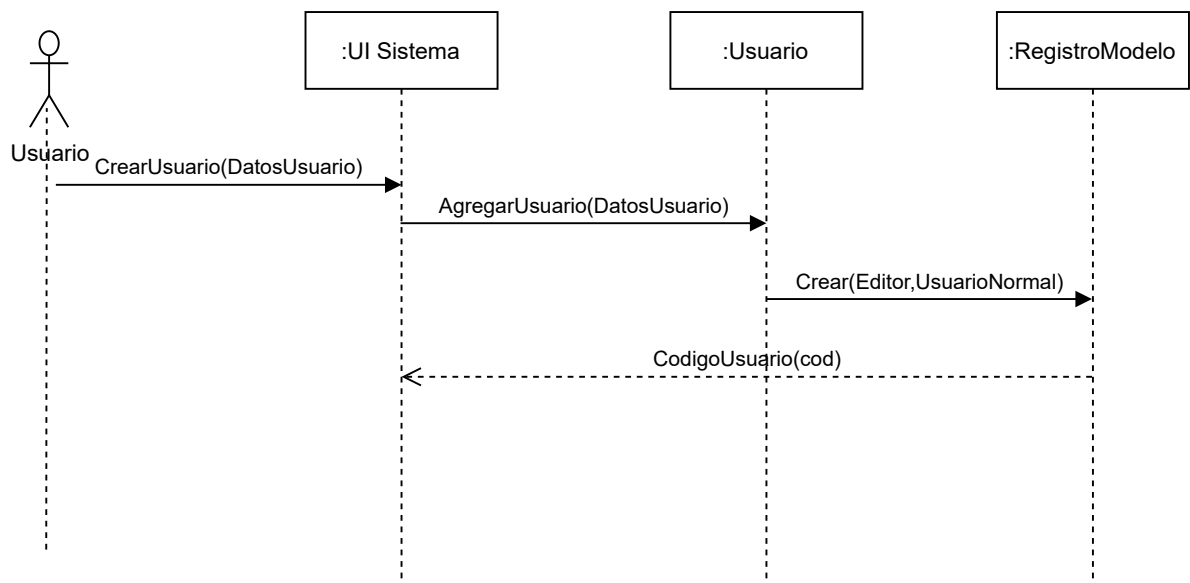 :UI Sistema
:Usuario
:RegistroModelo
Usuario
CrearUsuario(DatosUsuario)
AgregarUsuario(DatosUsuario)
Crear(Editor,UsuarioNormal)
CodigoUsuario(cod)